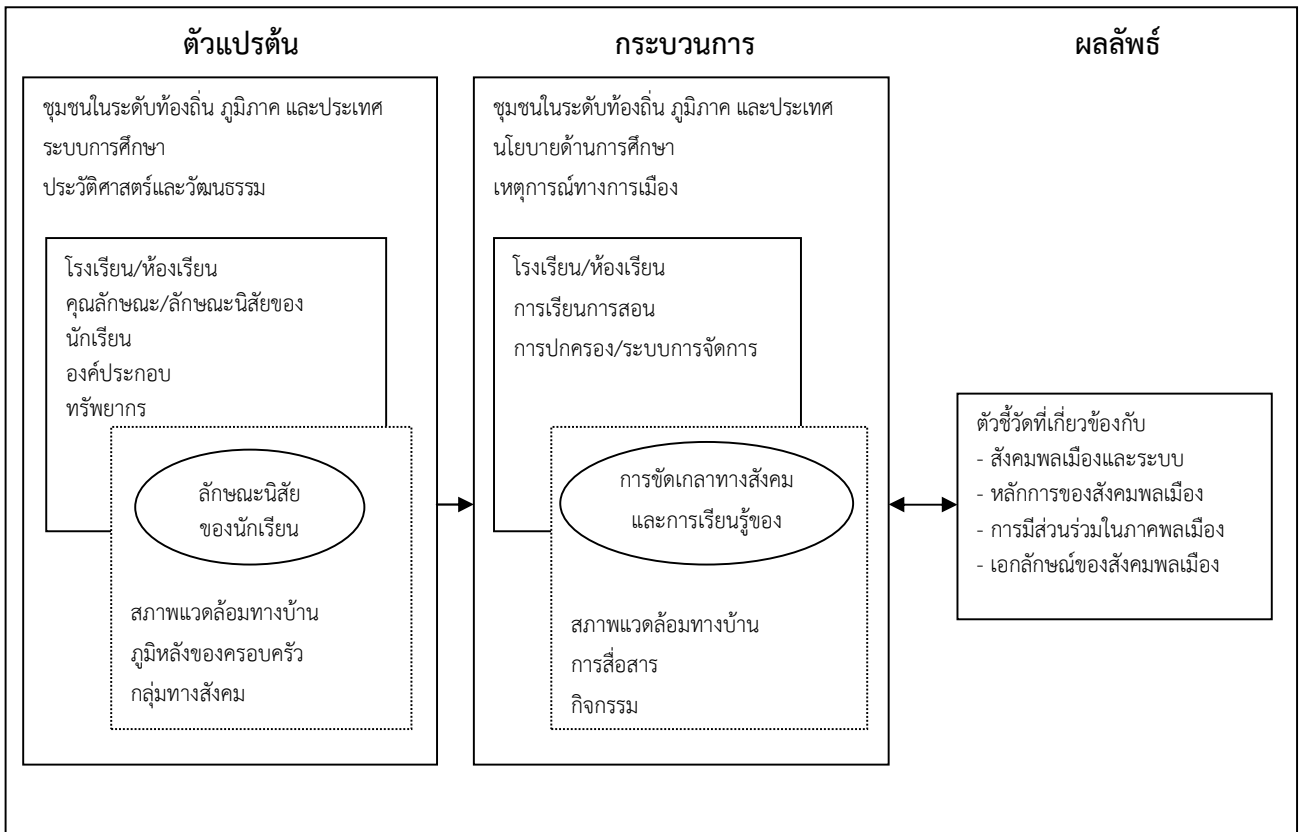 ตัวแปรต้น
ชุมชนในระดับท้องถิ่น ภูมิภาค และประเทศ
ระบบการศึกษา
ประวัติศาสตร์และวัฒนธรรม
โรงเรียน/ห้องเรียน
คุณลักษณะ/ลักษณะนิสัยของ
นักเรียน
องค์ประกอบ
ทรัพยากร
ลักษณะนิสัย
ของนักเรียน
สภาพแวดล้อมทางบ้าน
ภูมิหลังของครอบครัว
กลุ่มทางสังคม
กระบวนการ
ชุมชนในระดับท้องถิ่น ภูมิภาค และประเทศ
นโยบายด้านการศึกษา
เหตุการณ์ทางการเมือง
โรงเรียน/ห้องเรียน
การเรียนการสอน
การปกครอง/ระบบการจัดการ
การขัดเกลาทางสังคม
และการเรียนรู้ของ
สภาพแวดล้อมทางบ้าน
การสื่อสาร
กิจกรรม
ผลลัพธ์
ตัวชี้วัดที่เกี่ยวข้องกับ
- สังคมพลเมืองและระบบ
- หลักการของสังคมพลเมือง
- การมีส่วนร่วมในภาคพลเมือง
- เอกลักษณ์ของสังคมพลเมือง